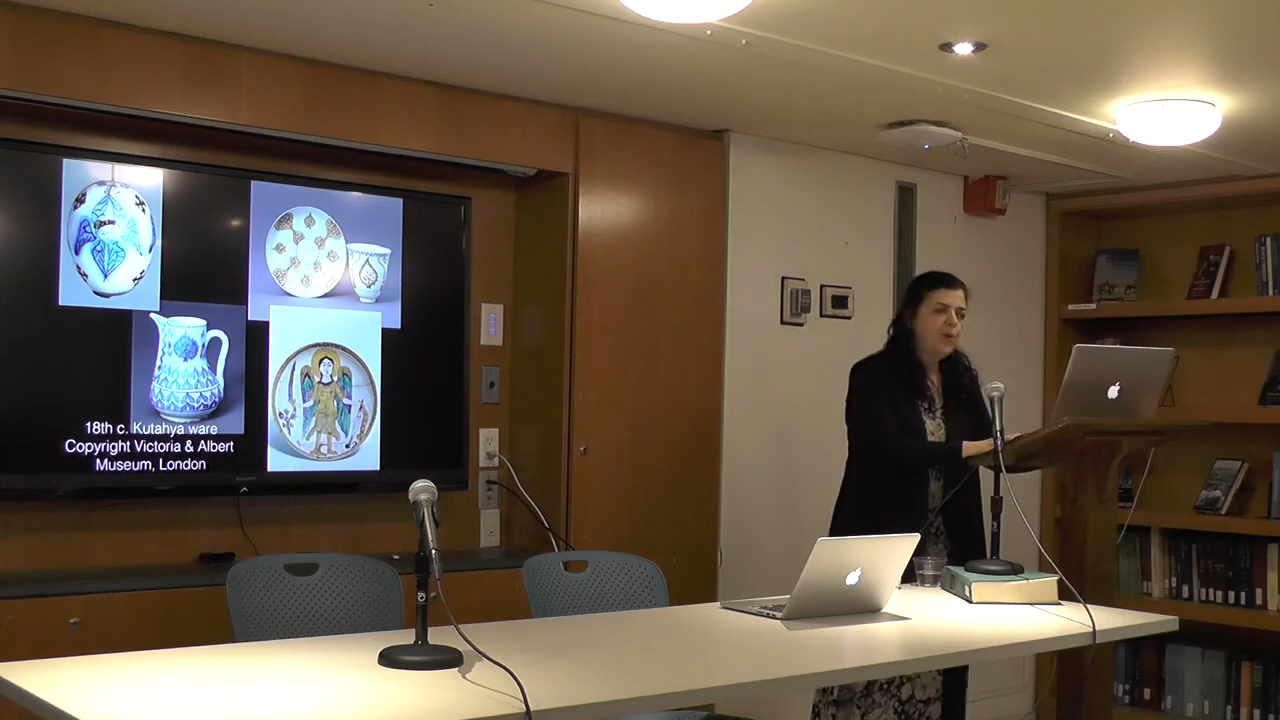 18th c. Kutahya ware
Copyright Victoria & Albert
Museum, London